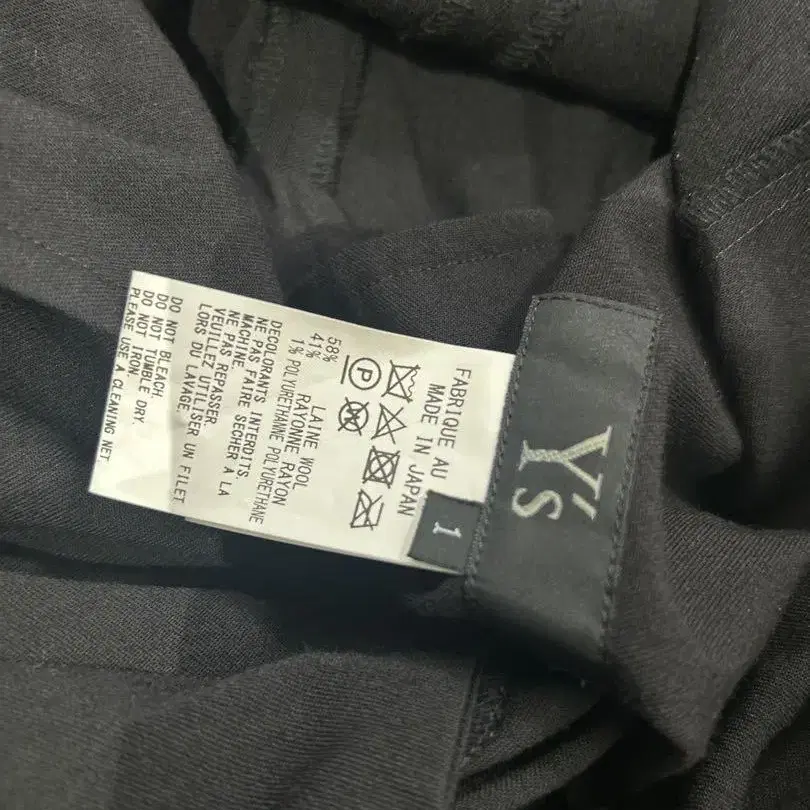 Y's
1
FABRIQUE AU
MADE IN JAPAN
P
58% LAINE WOOL
41% RAYONNE RAYON
1% POLYURETHANNE POLYURETHANE
DECOLORANTS INTERDITS.
NE PAS FAIRE SECHER À LA
MACHINE.
NE PAS REPASSER.
VEUILLEZ UTILISER
LORS DU LAVAGE, UN FILET
DO NOT BLEACH.
DO NOT TUMBLE DRY.
DO NOT IRON.
PLEASE USE A CLEANING NET.